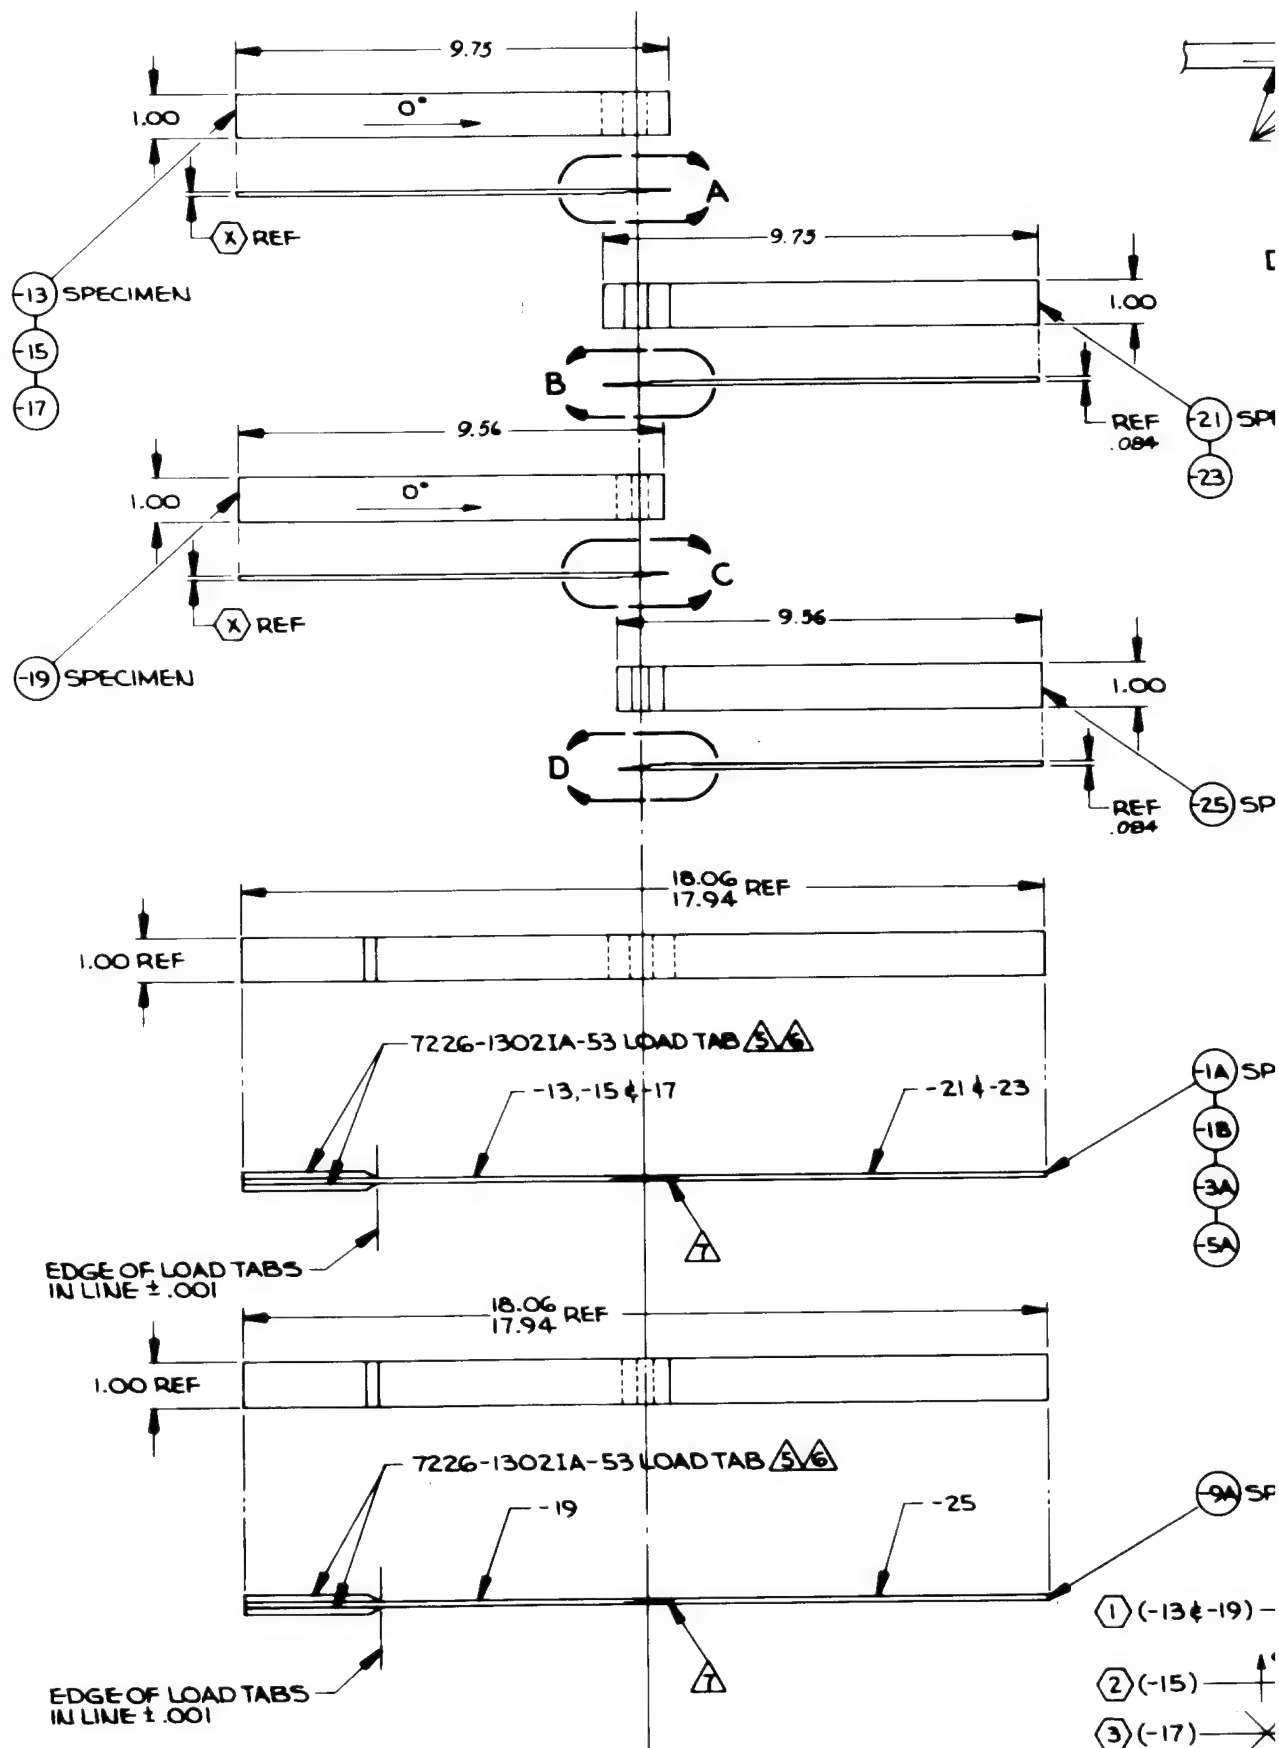 9.75
1.00
0°
A
X REF
-13 SPECIMEN
-15
-17
9.75
1.00
B
REF
.084
-21
-23
9.56
1.00
0°
C
X REF
-19 SPECIMEN
9.56
1.00
D
REF
.084
-25
18.06
17.94 REF
1.00 REF
7226-13021A-53 LOAD TAB 5 6
-13, -15 & -17
-21 & -23
-1A
-1B
-3A
-5A
7
EDGE OF LOAD TABS
IN LINE ± .001
18.06
17.94 REF
1.00 REF
7226-13021A-53 LOAD TAB 5 6
-19
-25
-9A
7
EDGE OF LOAD TABS
IN LINE ± .001
1 (-13 & -19)
2 (-15)
3 (-17)